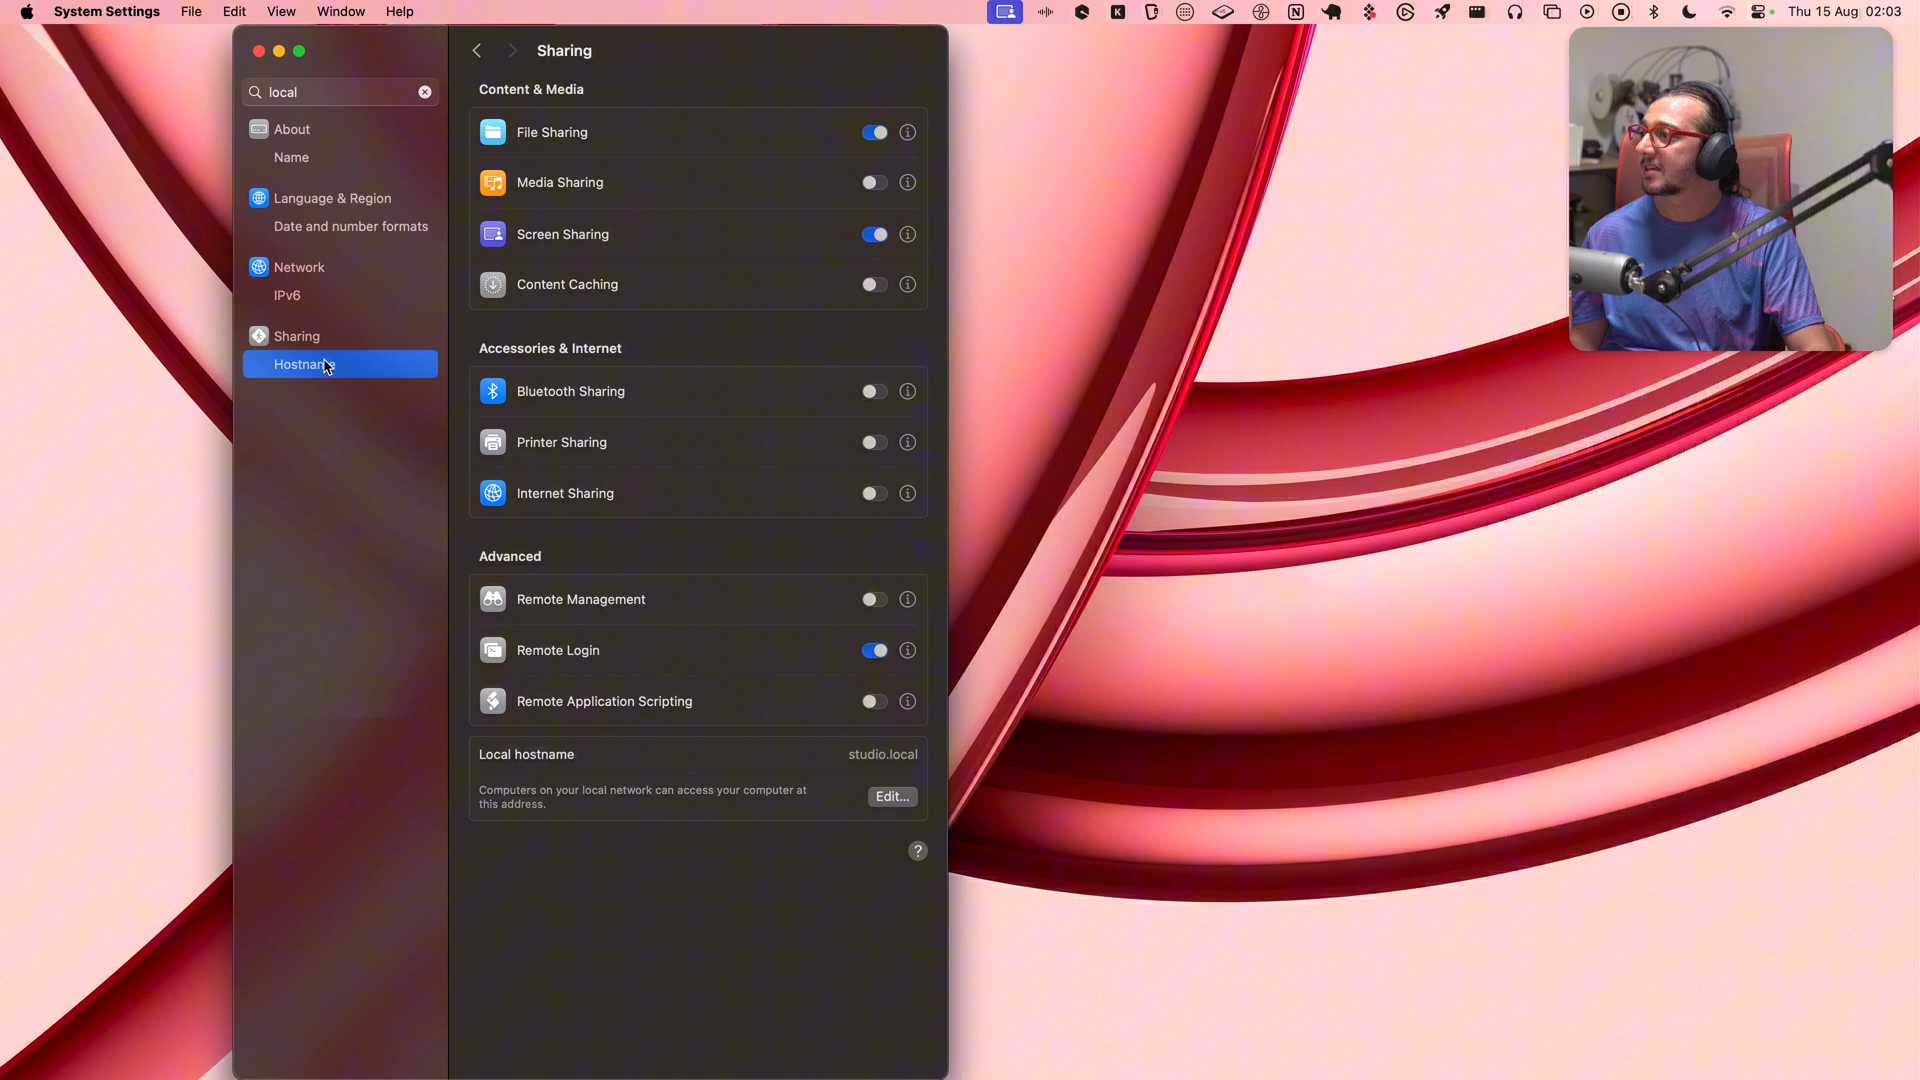 System Settings File Edit View Window Help
Thu 15 Aug 02:03
local
About
Name
Language & Region
Date and number formats
Network
IPv6
Sharing
Hostname
Sharing
Content & Media
File Sharing
Media Sharing
Screen Sharing
Content Caching
Accessories & Internet
Bluetooth Sharing
Printer Sharing
Internet Sharing
Advanced
Remote Management
Remote Login
Remote Application Scripting
Local hostname studio.local
Computers on your local network can access your computer at
this address.
Edit...
?